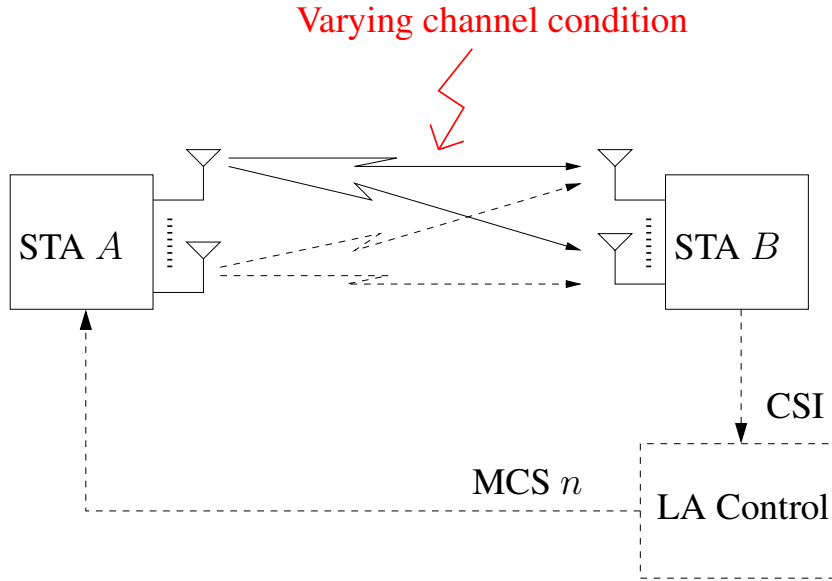 Varying channel condition
STA A
STA B
CSI
MCS n
LA Control